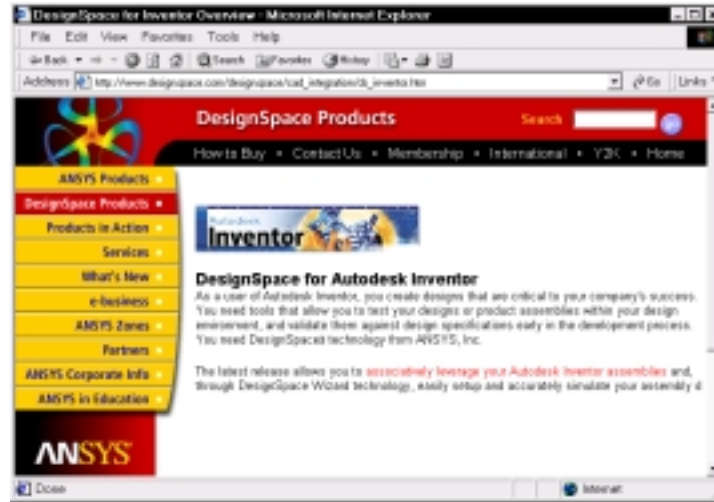 DesignSpace for Inventor Overview - Microsoft Internet Explorer
File Edit View Favorites Tools Help
Back Search Favorites History
Address http://www.designspace.com/designspace/cad_integration/ds_inventor.htm Go Links
DesignSpace Products Search
How to Buy • Contact Us • Membership • International • Y2K • Home
ANSYS Products
DesignSpace Products
Products in Action
Services
What's New
e-business
ANSYS Zones
Partners
ANSYS Corporate Info
ANSYS in Education
ANSYS
Autodesk
Inventor
DesignSpace for Autodesk Inventor
As a user of Autodesk Inventor, you create designs that are critical to your company's success.
You need tools that allow you to test your designs or product assemblies within your design
environment, and validate them against design specifications early in the development process.
You need DesignSpace technology from ANSYS, Inc.
The latest release allows you to associatively leverage your Autodesk Inventor assemblies and,
through DesignSpace Wizard technology, easily setup and accurately simulate your assembly d
Done Internet